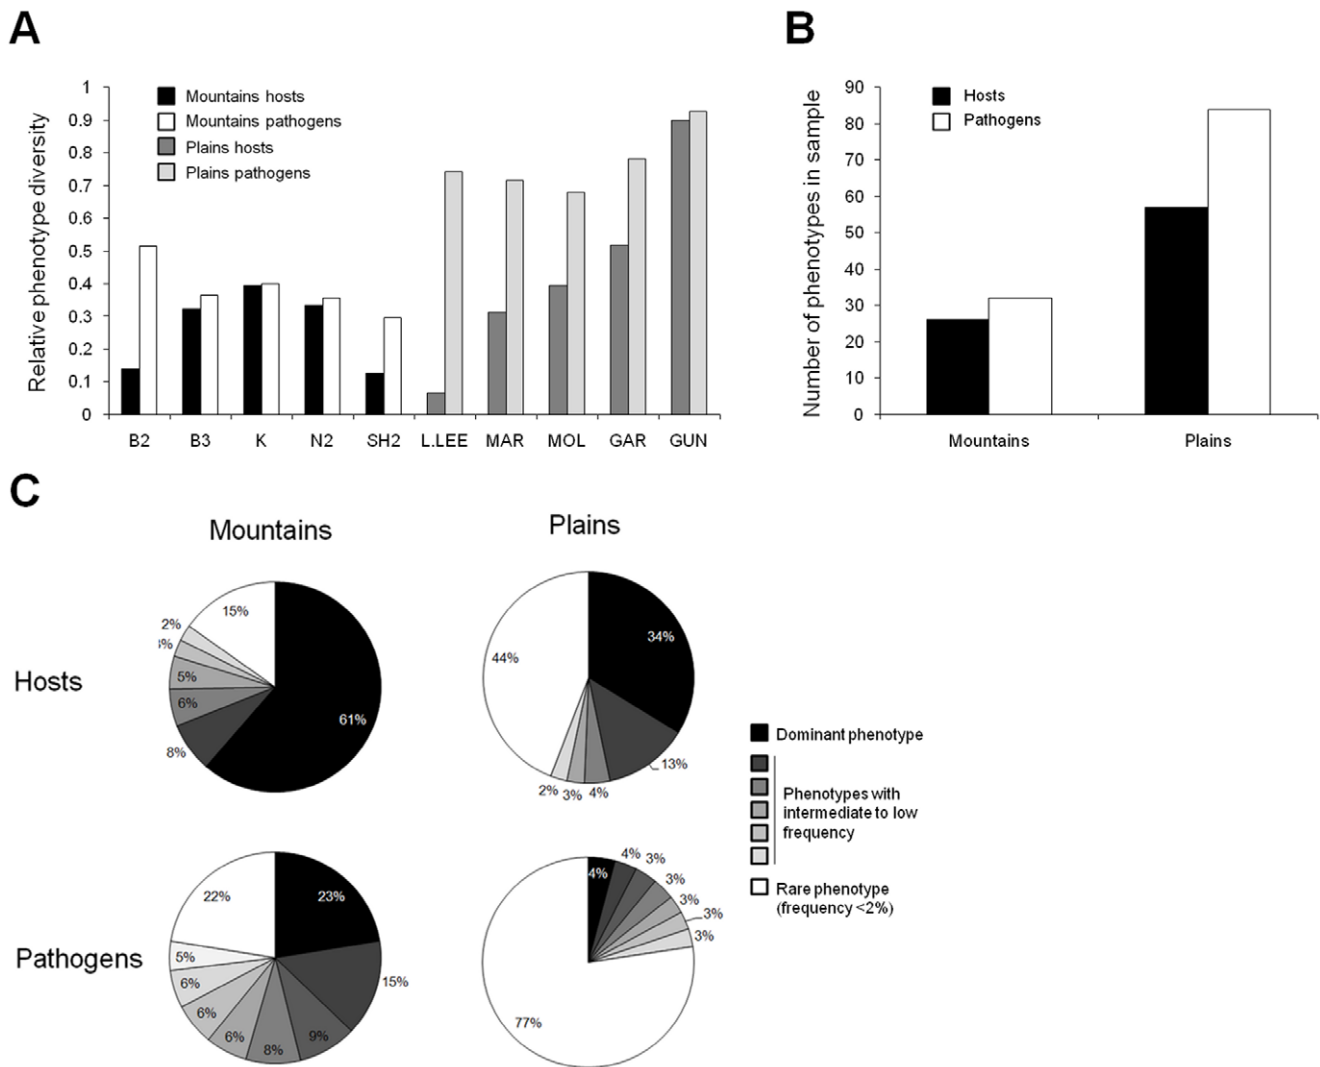 A
Relative phenotype diversity
1
0.9
0.8
0.7
0.6
0.5
0.4
0.3
0.2
0.1
0
Mountains hosts
Mountains pathogens
Plains hosts
Plains pathogens
B2 B3 K N2 SH2 L.LEE MAR MOL GAR GUN
B
Number of phenotypes in sample
90
80
70
60
50
40
30
20
10
0
Hosts
Pathogens
Mountains Plains
C
Mountains Plains
Hosts
15%
2%
5%
6%
8%
61%
44%
34%
13%
2% 3% 4%
Pathogens
22%
23%
5%
6%
6%
6%
8%
9%
15%
4%
4%
3%
3%
3%
3%
3%
77%
Dominant phenotype
Phenotypes with
intermediate to low
frequency
Rare phenotype
(frequency <2%)